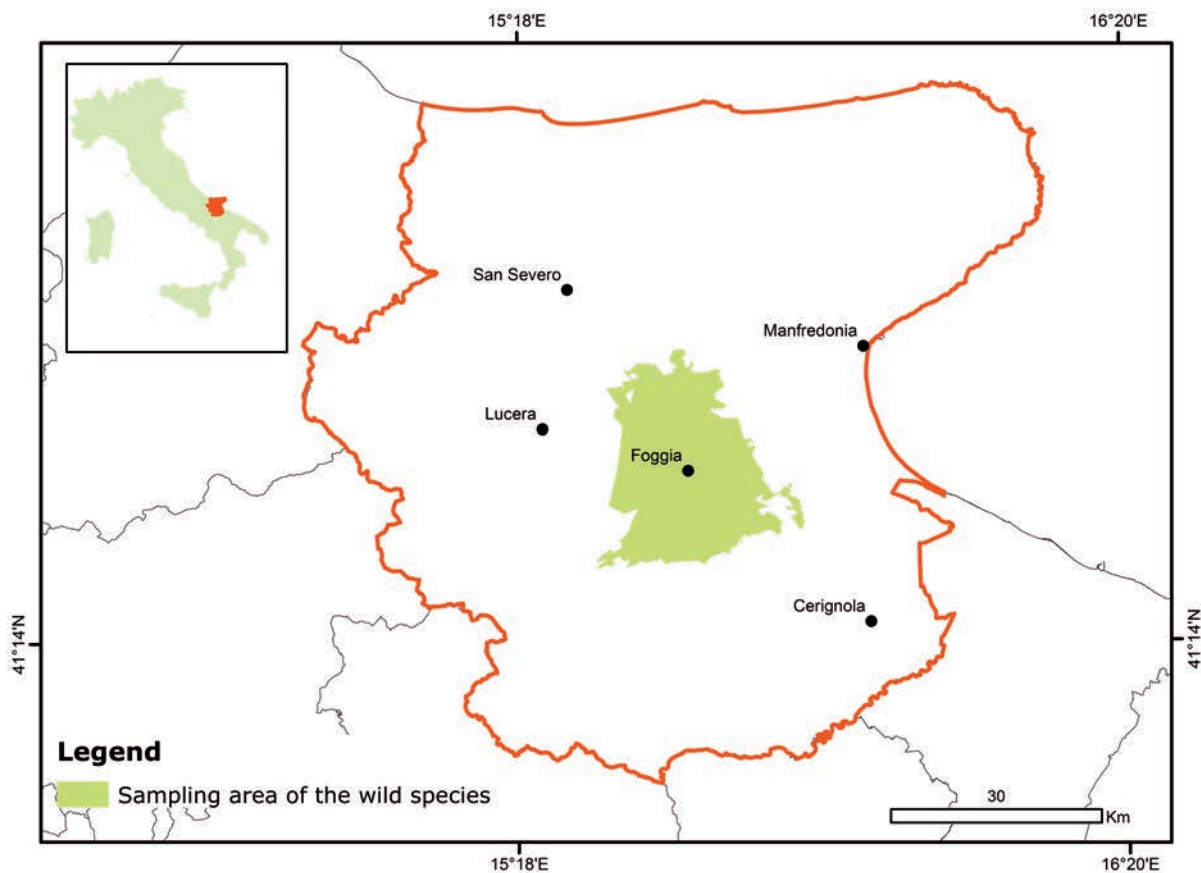 15°18'E
16°20'E
San Severo
Manfredonia
Lucera
Foggia
Cerignola
41°14'N
41°14'N
Legend
Sampling area of the wild species
30
Km
15°18'E
16°20'E